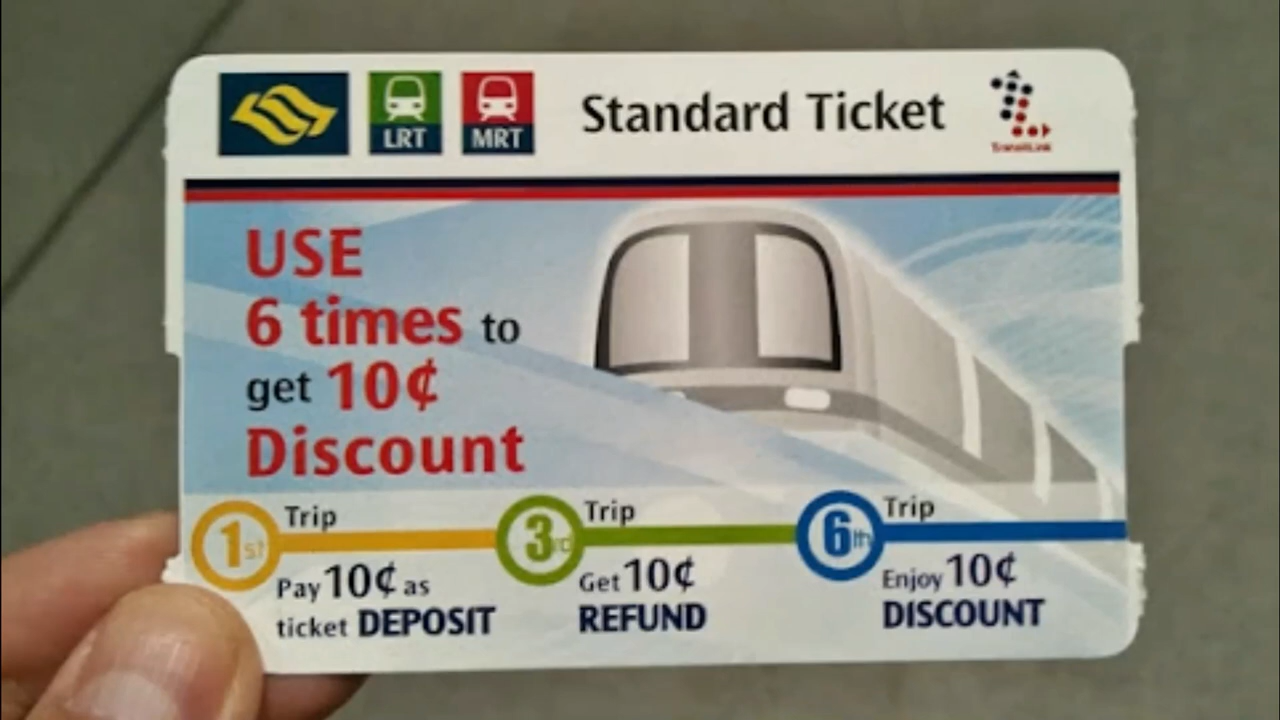 LRT
MRT
Standard Ticket
TransitLink
USE
6 times to
get 10¢
Discount
1st Trip
Pay 10¢ as
ticket DEPOSIT
3rd Trip
Get 10¢
REFUND
6th Trip
Enjoy 10¢
DISCOUNT